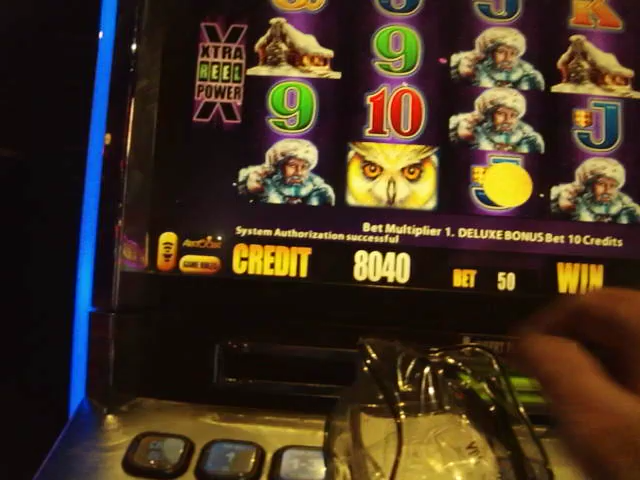 K
XTRA
REEL
POWER
9
9
10
J
J
System Authorization successful
Bet Multiplier 1. DELUXE BONUS Bet 10 Credits
CREDIT 8040 BET 50 WIN